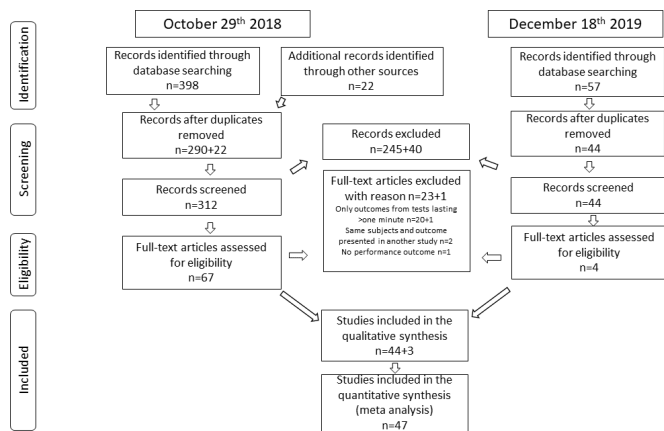 October 29th 2018
December 18th 2019
Identification
Records identified through
database searching
n=398
Additional records identified
through other sources
n=22
Records identified through
database searching
n=57
Screening
Records after duplicates
removed
n=290+22
Records excluded
n=245+40
Records after duplicates
removed
n=44
Records screened
n=312
Full-text articles excluded
with reason n=23+1
Only outcomes from tests lasting
>one minute n=20+1
Same subjects and outcome
presented in another study n=2
No performance outcome n=1
Records screened
n=44
Eligibility
Full-text articles assessed
for eligibility
n=67
Full-text articles assessed
for eligibility
n=4
Included
Studies included in the
qualitative synthesis
n=44+3
Studies included in the
quantitative synthesis
(meta analysis)
n=47